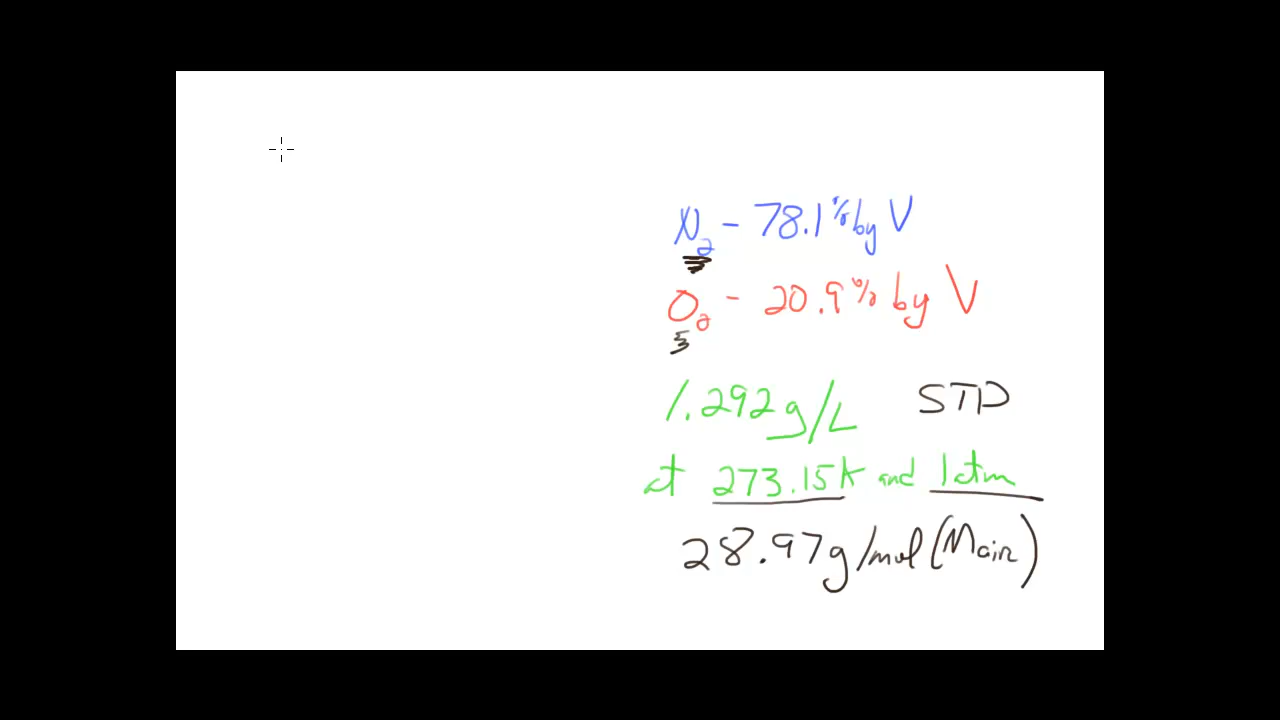 N₂ - 78.1% by V
O₂ - 20.9% by V
1.292g/L STP
at 273.15K and 1atm
28.97g/mol (Mair)